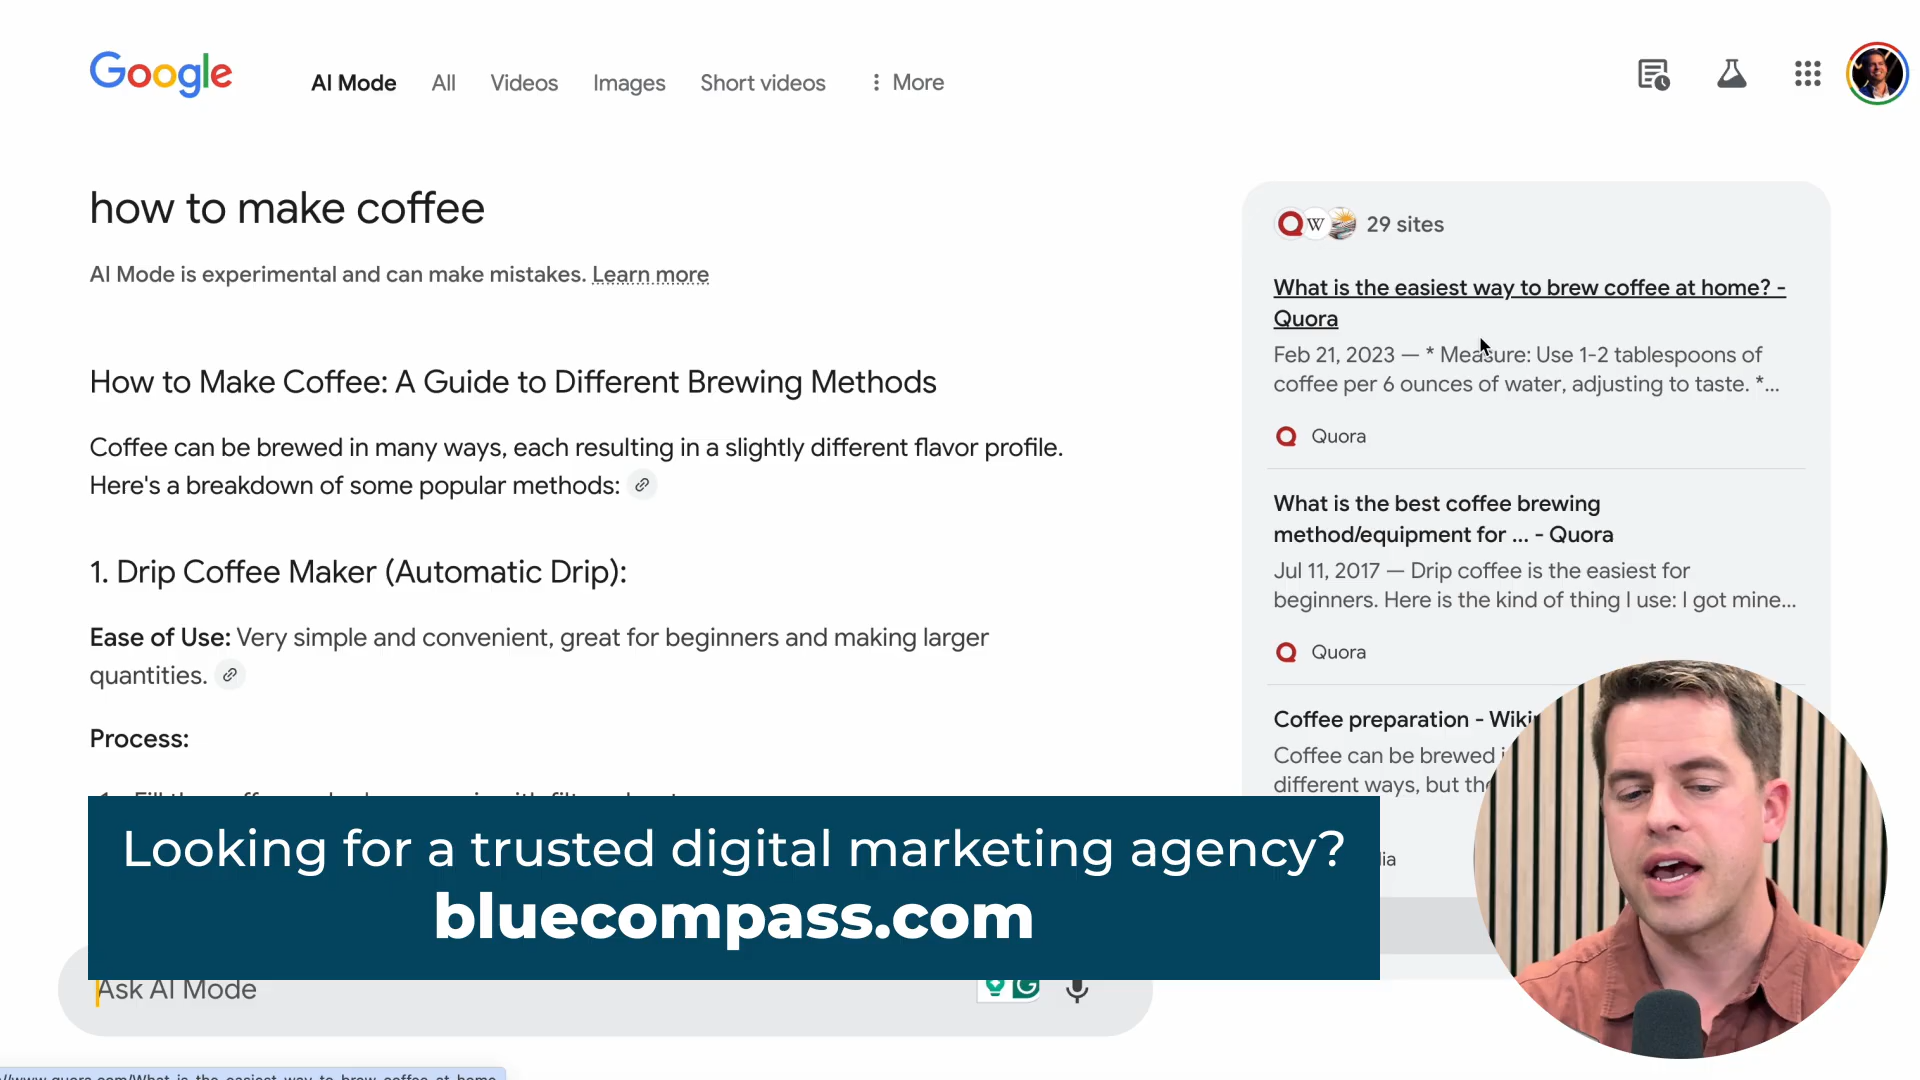 Google
AI Mode All Videos Images Short videos More
how to make coffee
AI Mode is experimental and can make mistakes. Learn more
How to Make Coffee: A Guide to Different Brewing Methods
Coffee can be brewed in many ways, each resulting in a slightly different flavor profile.
Here's a breakdown of some popular methods:
1. Drip Coffee Maker (Automatic Drip):
Ease of Use: Very simple and convenient, great for beginners and making larger
quantities.
Process:
W 29 sites
What is the easiest way to brew coffee at home? -
Quora
Feb 21, 2023 — * Measure: Use 1-2 tablespoons of
coffee per 6 ounces of water, adjusting to taste. *...
Quora
What is the best coffee brewing
method/equipment for ... - Quora
Jul 11, 2017 — Drip coffee is the easiest for
beginners. Here is the kind of thing I use: I got mine...
Quora
Coffee preparation -
Coffee can be brewed
different ways, but
Looking for a trusted digital marketing agency?
bluecompass.com
Ask AI Mode